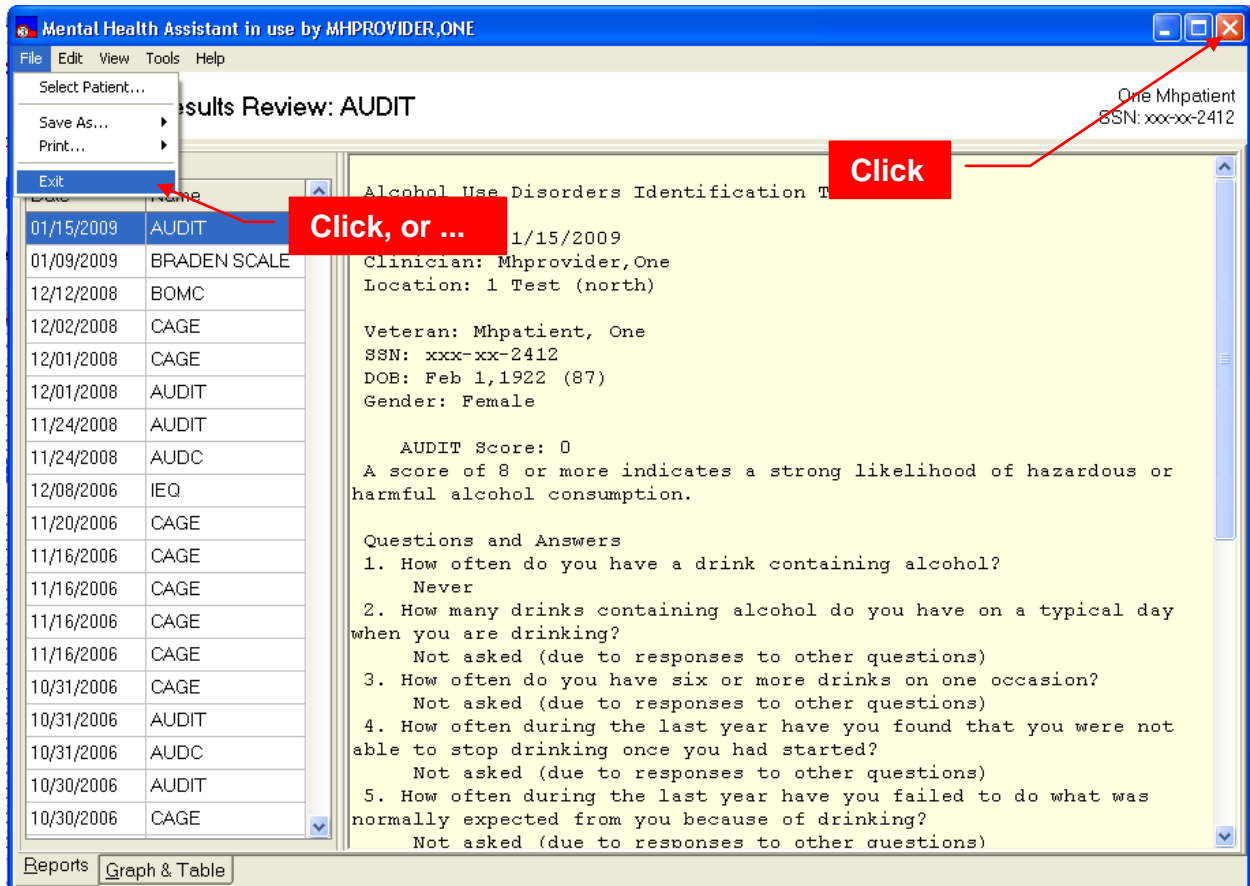 Mental Health Assistant in use by MHPROVIDER,ONE
File Edit View Tools Help
Select Patient...
Save As...
Print...
Exit
esults Review: AUDIT
One Mhpatient
SSN: xxx-xx-2412
Click
Click, or ...
Date Name
01/15/2009 AUDIT
01/09/2009 BRADEN SCALE
12/12/2008 BOMC
12/02/2008 CAGE
12/01/2008 CAGE
12/01/2008 AUDIT
11/24/2008 AUDIT
11/24/2008 AUDC
12/08/2006 IEQ
11/20/2006 CAGE
11/16/2006 CAGE
11/16/2006 CAGE
11/16/2006 CAGE
11/16/2006 CAGE
10/31/2006 CAGE
10/31/2006 AUDIT
10/31/2006 AUDC
10/30/2006 AUDIT
10/30/2006 CAGE
Alcohol Use Disorders Identification T
1/15/2009
Clinician: Mhprovider,One
Location: 1 Test (north)
Veteran: Mhpatient, One
SSN: xxx-xx-2412
DOB: Feb 1,1922 (87)
Gender: Female
AUDIT Score: 0
A score of 8 or more indicates a strong likelihood of hazardous or
harmful alcohol consumption.
Questions and Answers
1. How often do you have a drink containing alcohol?
Never
2. How many drinks containing alcohol do you have on a typical day
when you are drinking?
Not asked (due to responses to other questions)
3. How often do you have six or more drinks on one occasion?
Not asked (due to responses to other questions)
4. How often during the last year have you found that you were not
able to stop drinking once you had started?
Not asked (due to responses to other questions)
5. How often during the last year have you failed to do what was
normally expected from you because of drinking?
Not asked (due to responses to other questions)
Reports Graph & Table